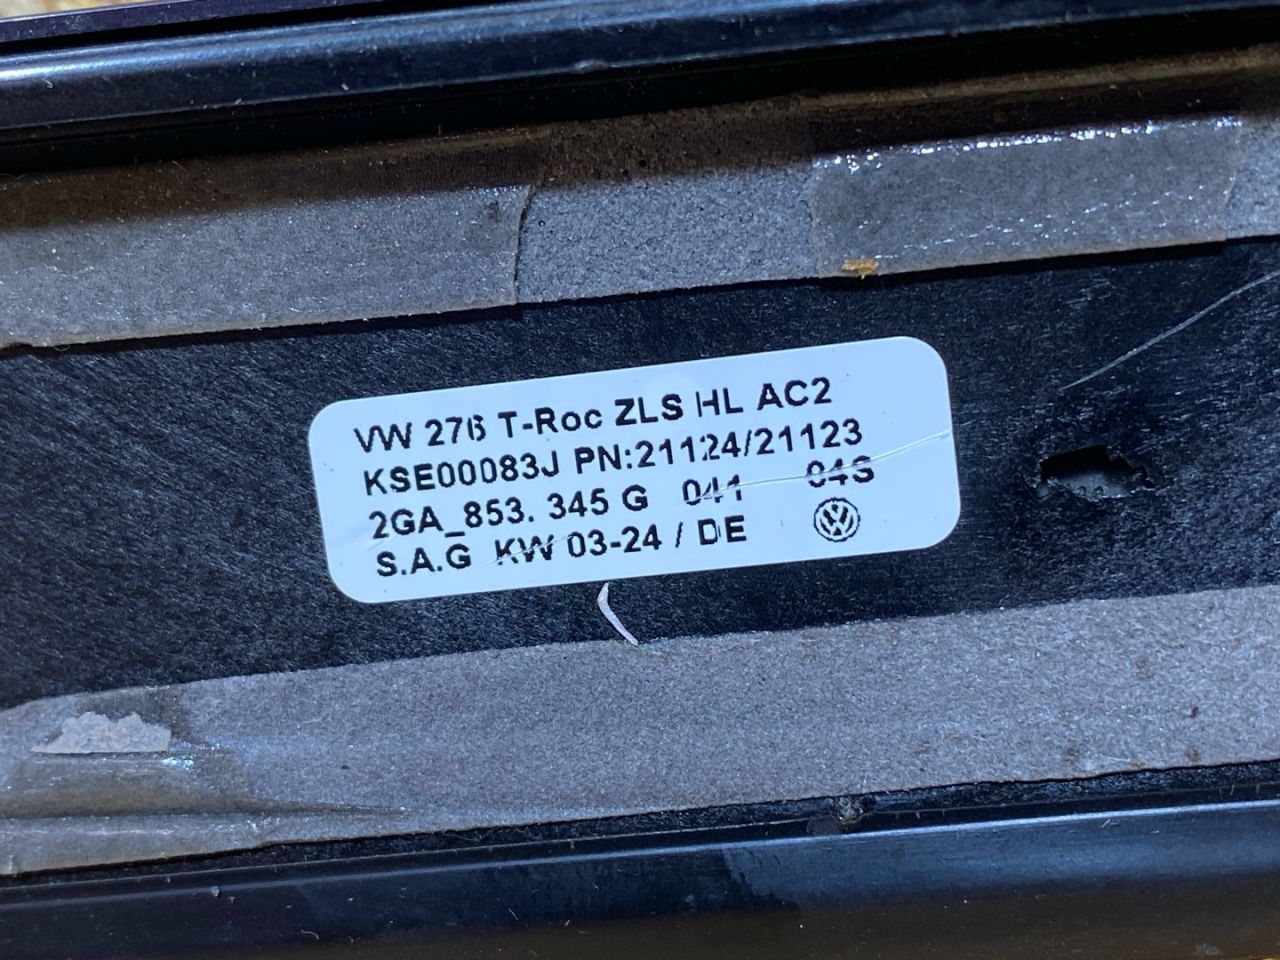 VW 276 T-Roc ZLS HL AC2
KSE00083J PN:21124/21123
2GA_853. 345 G 041 04S
S.A.G KW 03-24 / DE